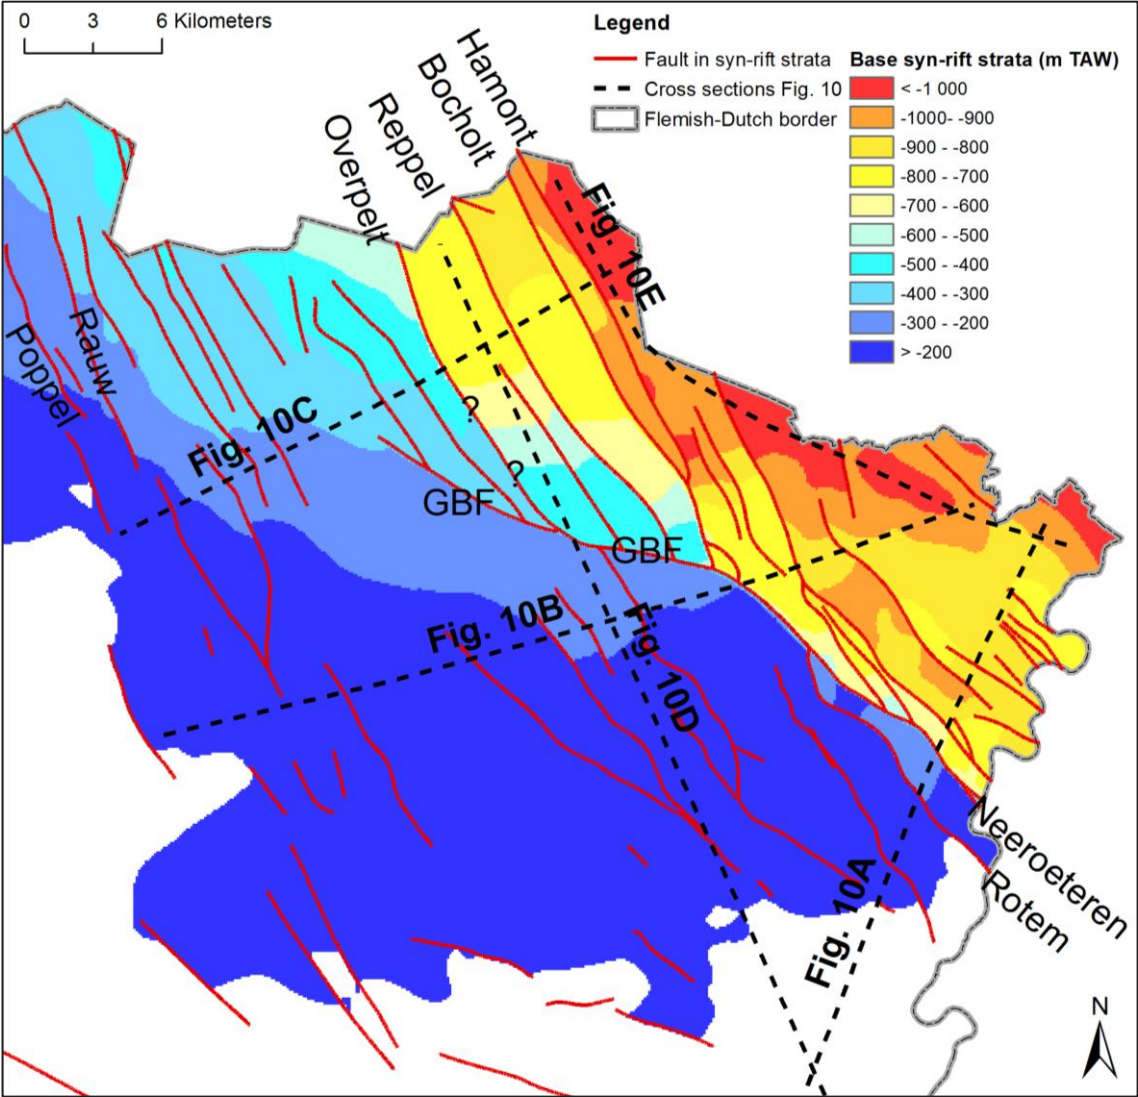 0 3 6 Kilometers
Legend
Fault in syn-rift strata
Cross sections Fig. 10
Flemish-Dutch border
Base syn-rift strata (m TAW)
< -1 000
-1000- -900
-900 - -800
-800 - -700
-700 - -600
-600 - -500
-500 - -400
-400 - -300
-300 - -200
> -200
Hamont
Bocholt
Reppel
Overpelt
Fig. 10E
Poppel
Rauw
Fig. 10C
?
?
GBF
GBF
Fig. 10B
Fig. 10D
Fig. 10A
Neeroeteren
Rotem
N